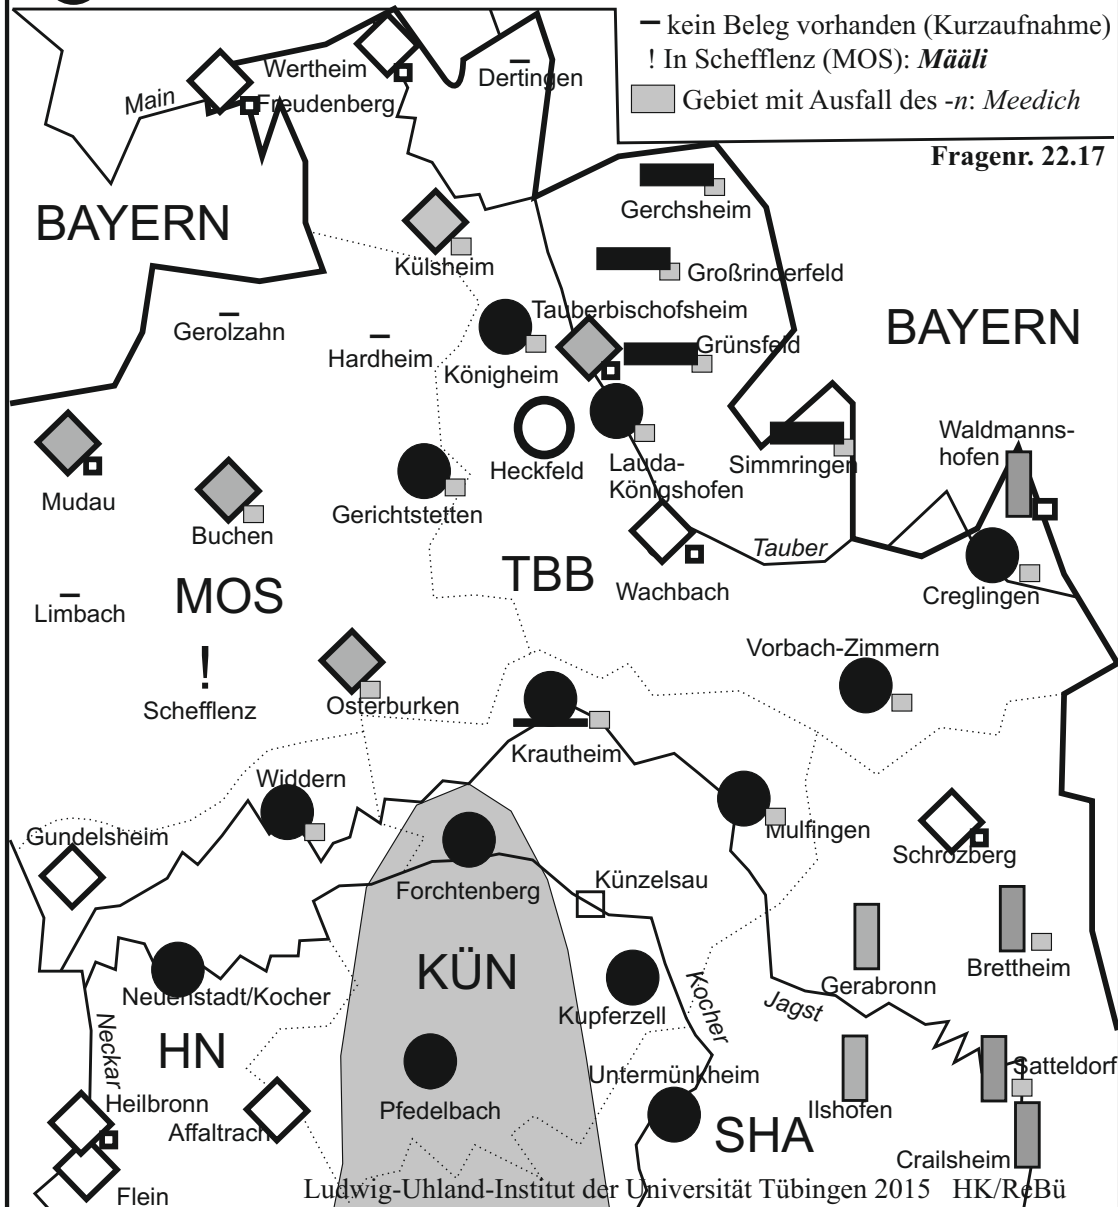 – kein Beleg vorhanden (Kurzaufnahme)
! In Schefflenz (MOS): Määli
Gebiet mit Ausfall des -n: Meedich
Fragenr. 22.17
Wertheim
Dertingen
Main
Freudenberg
BAYERN
Gerchsheim
Külsheim
Großrinderfeld
Gerolzahn
Tauberbischofsheim
BAYERN
Hardheim
Königheim
Grünsfeld
Mudau
Buchen
Gerichtstetten
Heckfeld
Lauda-
Königshofen
Simmringen
Waldmanns-
hofen
Tauber
Limbach
MOS
TBB
Wachbach
Creglingen
!
Schefflenz
Osterburken
Vorbach-Zimmern
Krautheim
Widdern
Gundelsheim
Mulfingen
Schrozberg
Forchtenberg
Künzelsau
KÜN
Neuenstadt/Kocher
Kupferzell
Kocher
Jagst
Gerabronn
Brettheim
Neckar
HN
Heilbronn
Affaltrach
Pfedelbach
Untermünkheim
SHA
Ilshofen
Satteldorf
Crailsheim
Flein
Ludwig-Uhland-Institut der Universität Tübingen 2015 HK/ReBü